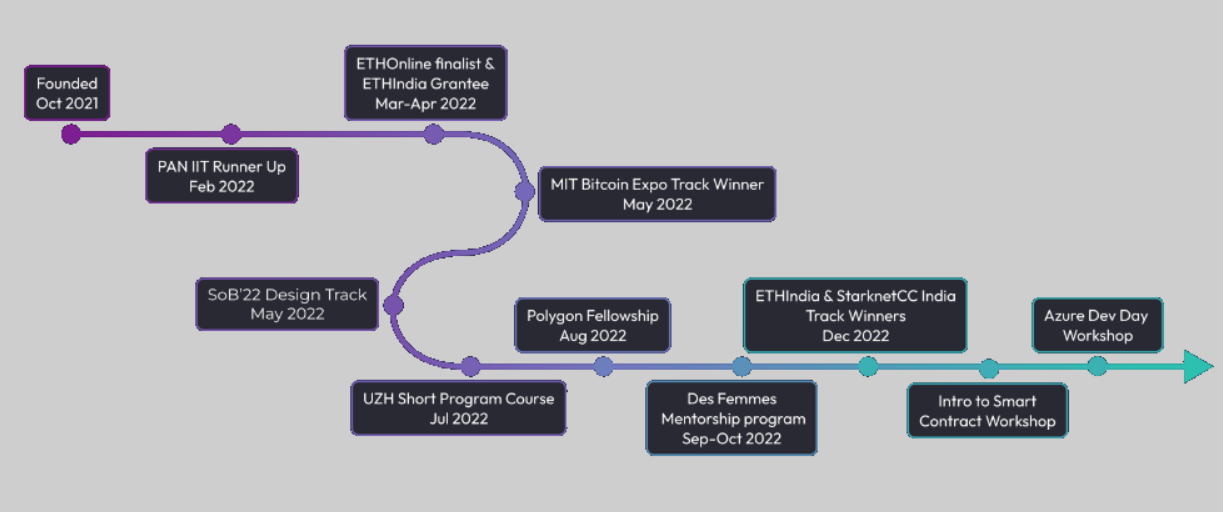 Founded
Oct 2021
PAN IIT Runner Up
Feb 2022
ETHOnline finalist &
ETHIndia Grantee
Mar-Apr 2022
MIT Bitcoin Expo Track Winner
May 2022
SoB'22 Design Track
May 2022
UZH Short Program Course
Jul 2022
Polygon Fellowship
Aug 2022
Des Femmes
Mentorship program
Sep-Oct 2022
ETHIndia & StarknetCC India
Track Winners
Dec 2022
Intro to Smart
Contract Workshop
Azure Dev Day
Workshop